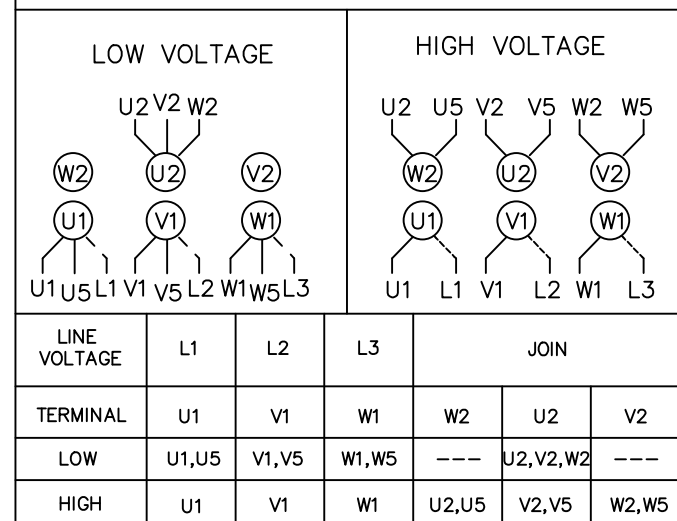 LOW VOLTAGE
U2 V2 W2
W2 U2 V2
U1 V1 W1
U1 U5 L1 V1 V5 L2 W1 W5 L3
HIGH VOLTAGE
U2 U5 V2 V5 W2 W5
W2 U2 V2
U1 V1 W1
U1 L1 V1 L2 W1 L3
LINE VOLTAGE L1 L2 L3 JOIN
TERMINAL U1 V1 W1 W2 U2 V2
LOW U1,U5 V1,V5 W1,W5 --- U2,V2,W2 ---
HIGH U1 V1 W1 U2,U5 V2,V5 W2,W5